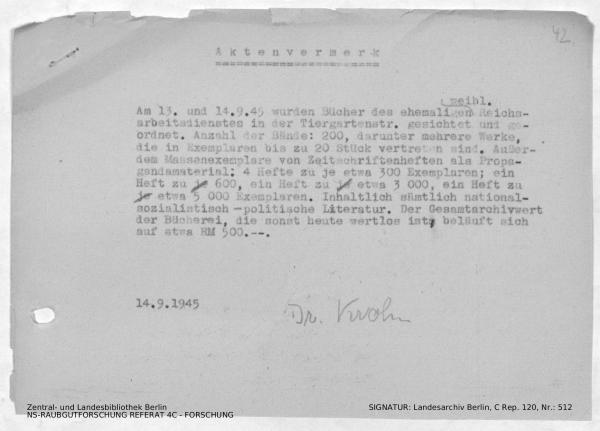 42
Aktenvermerk
weibl.
Am 13. und 14.9.45 wurden Bücher des ehemaligen Reichs-
arbeitsdienstes in der Tiergartenstr. gesichtet und ge-
ordnet. Anzahl der Bände: 200, darunter mehrere Werke,
die in Exemplaren bis zu 20 Stück vertreten sind. Außer-
dem Massenexemplare von Zeitschriftenheften als Propa-
gandamaterial: 4 Hefte zu je etwa 300 Exemplaren; ein
Heft zu je 600, ein Heft zu je etwa 3 000, ein Heft zu
je etwa 5 000 Exemplaren. Inhaltlich sämtlich national-
sozialistisch-politische Literatur. Der Gesamtarchivwert
der Bücherei, die sonst heute wertlos ist, beläuft sich
auf etwa RM 500.--.
14.9.1945
Dr. Krohn
Zentral- und Landesbibliothek Berlin
NS-RAUBGUTFORSCHUNG REFERAT 4C - FORSCHUNG
SIGNATUR: Landesarchiv Berlin, C Rep. 120, Nr.: 512